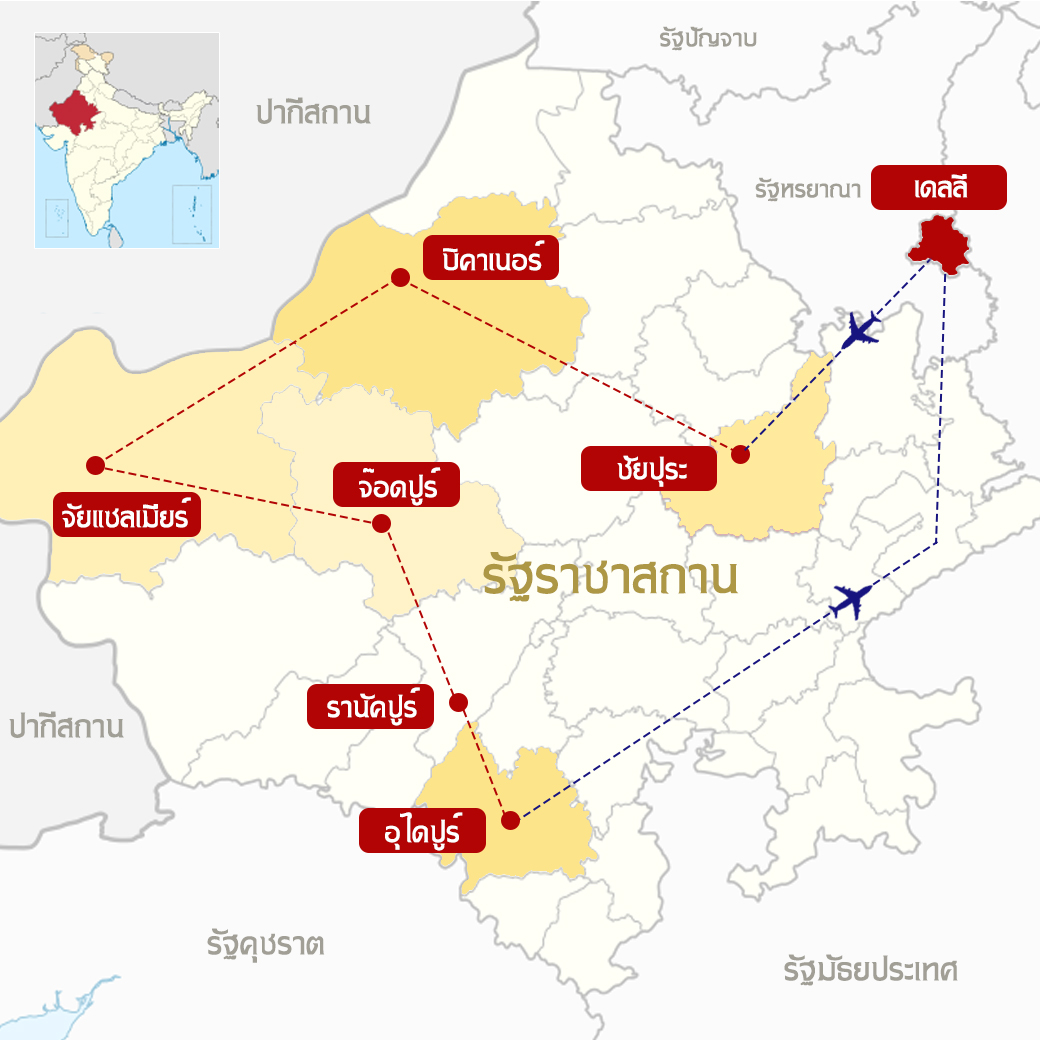 รัฐปัญจาบ
ปากีสถาน
รัฐหรยาณา
เดลลี
บิคาเนอร์
ชัยปุระ
จ๊อดปูร์
จัยแซลเมียร์
รัฐราชาสถาน
รานัคปูร์
ปากีสถาน
อุไดปูร์
รัฐคุชราต
รัฐมัธยประเทศ